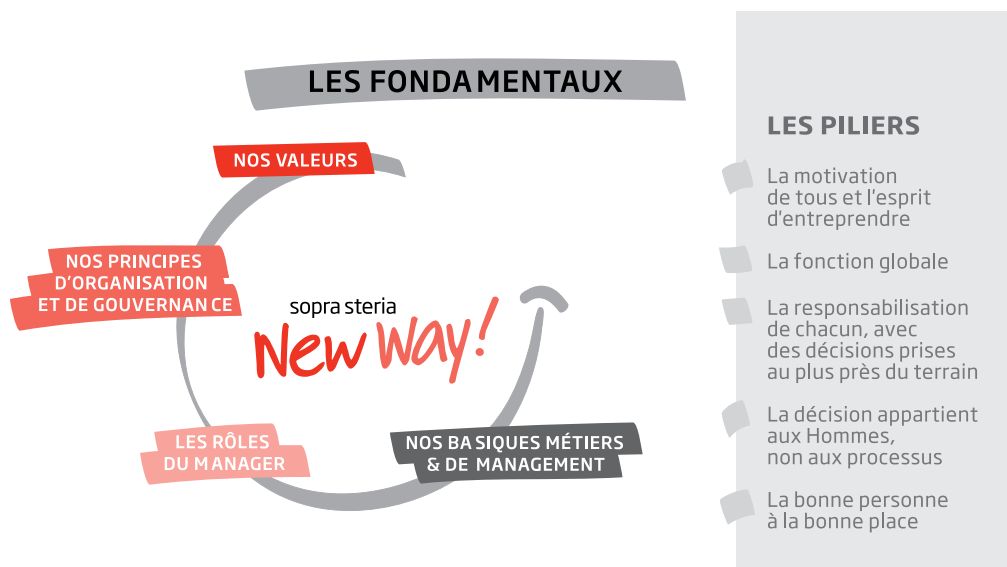 LES FONDAMENTAUX
NOS VALEURS
NOS PRINCIPES
D'ORGANISATION
ET DE GOUVERNANCE
sopra steria
New Way!
LES RÔLES
DU MANAGER
NOS BASIQUES MÉTIERS
& DE MANAGEMENT
LES PILIERS
La motivation
de tous et l'esprit
d'entreprendre
La fonction globale
La responsabilisation
de chacun, avec
des décisions prises
au plus près du terrain
La décision appartient
aux Hommes,
non aux processus
La bonne personne
à la bonne place